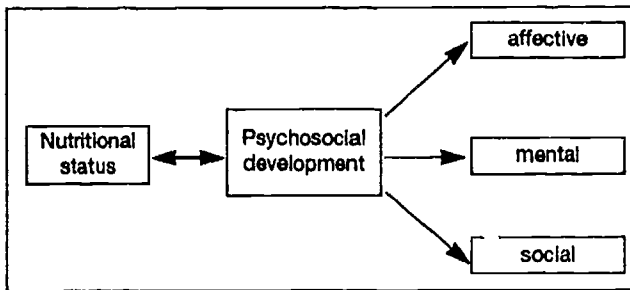 affective
Nutritional
status
Psychosocial
development
mental
social